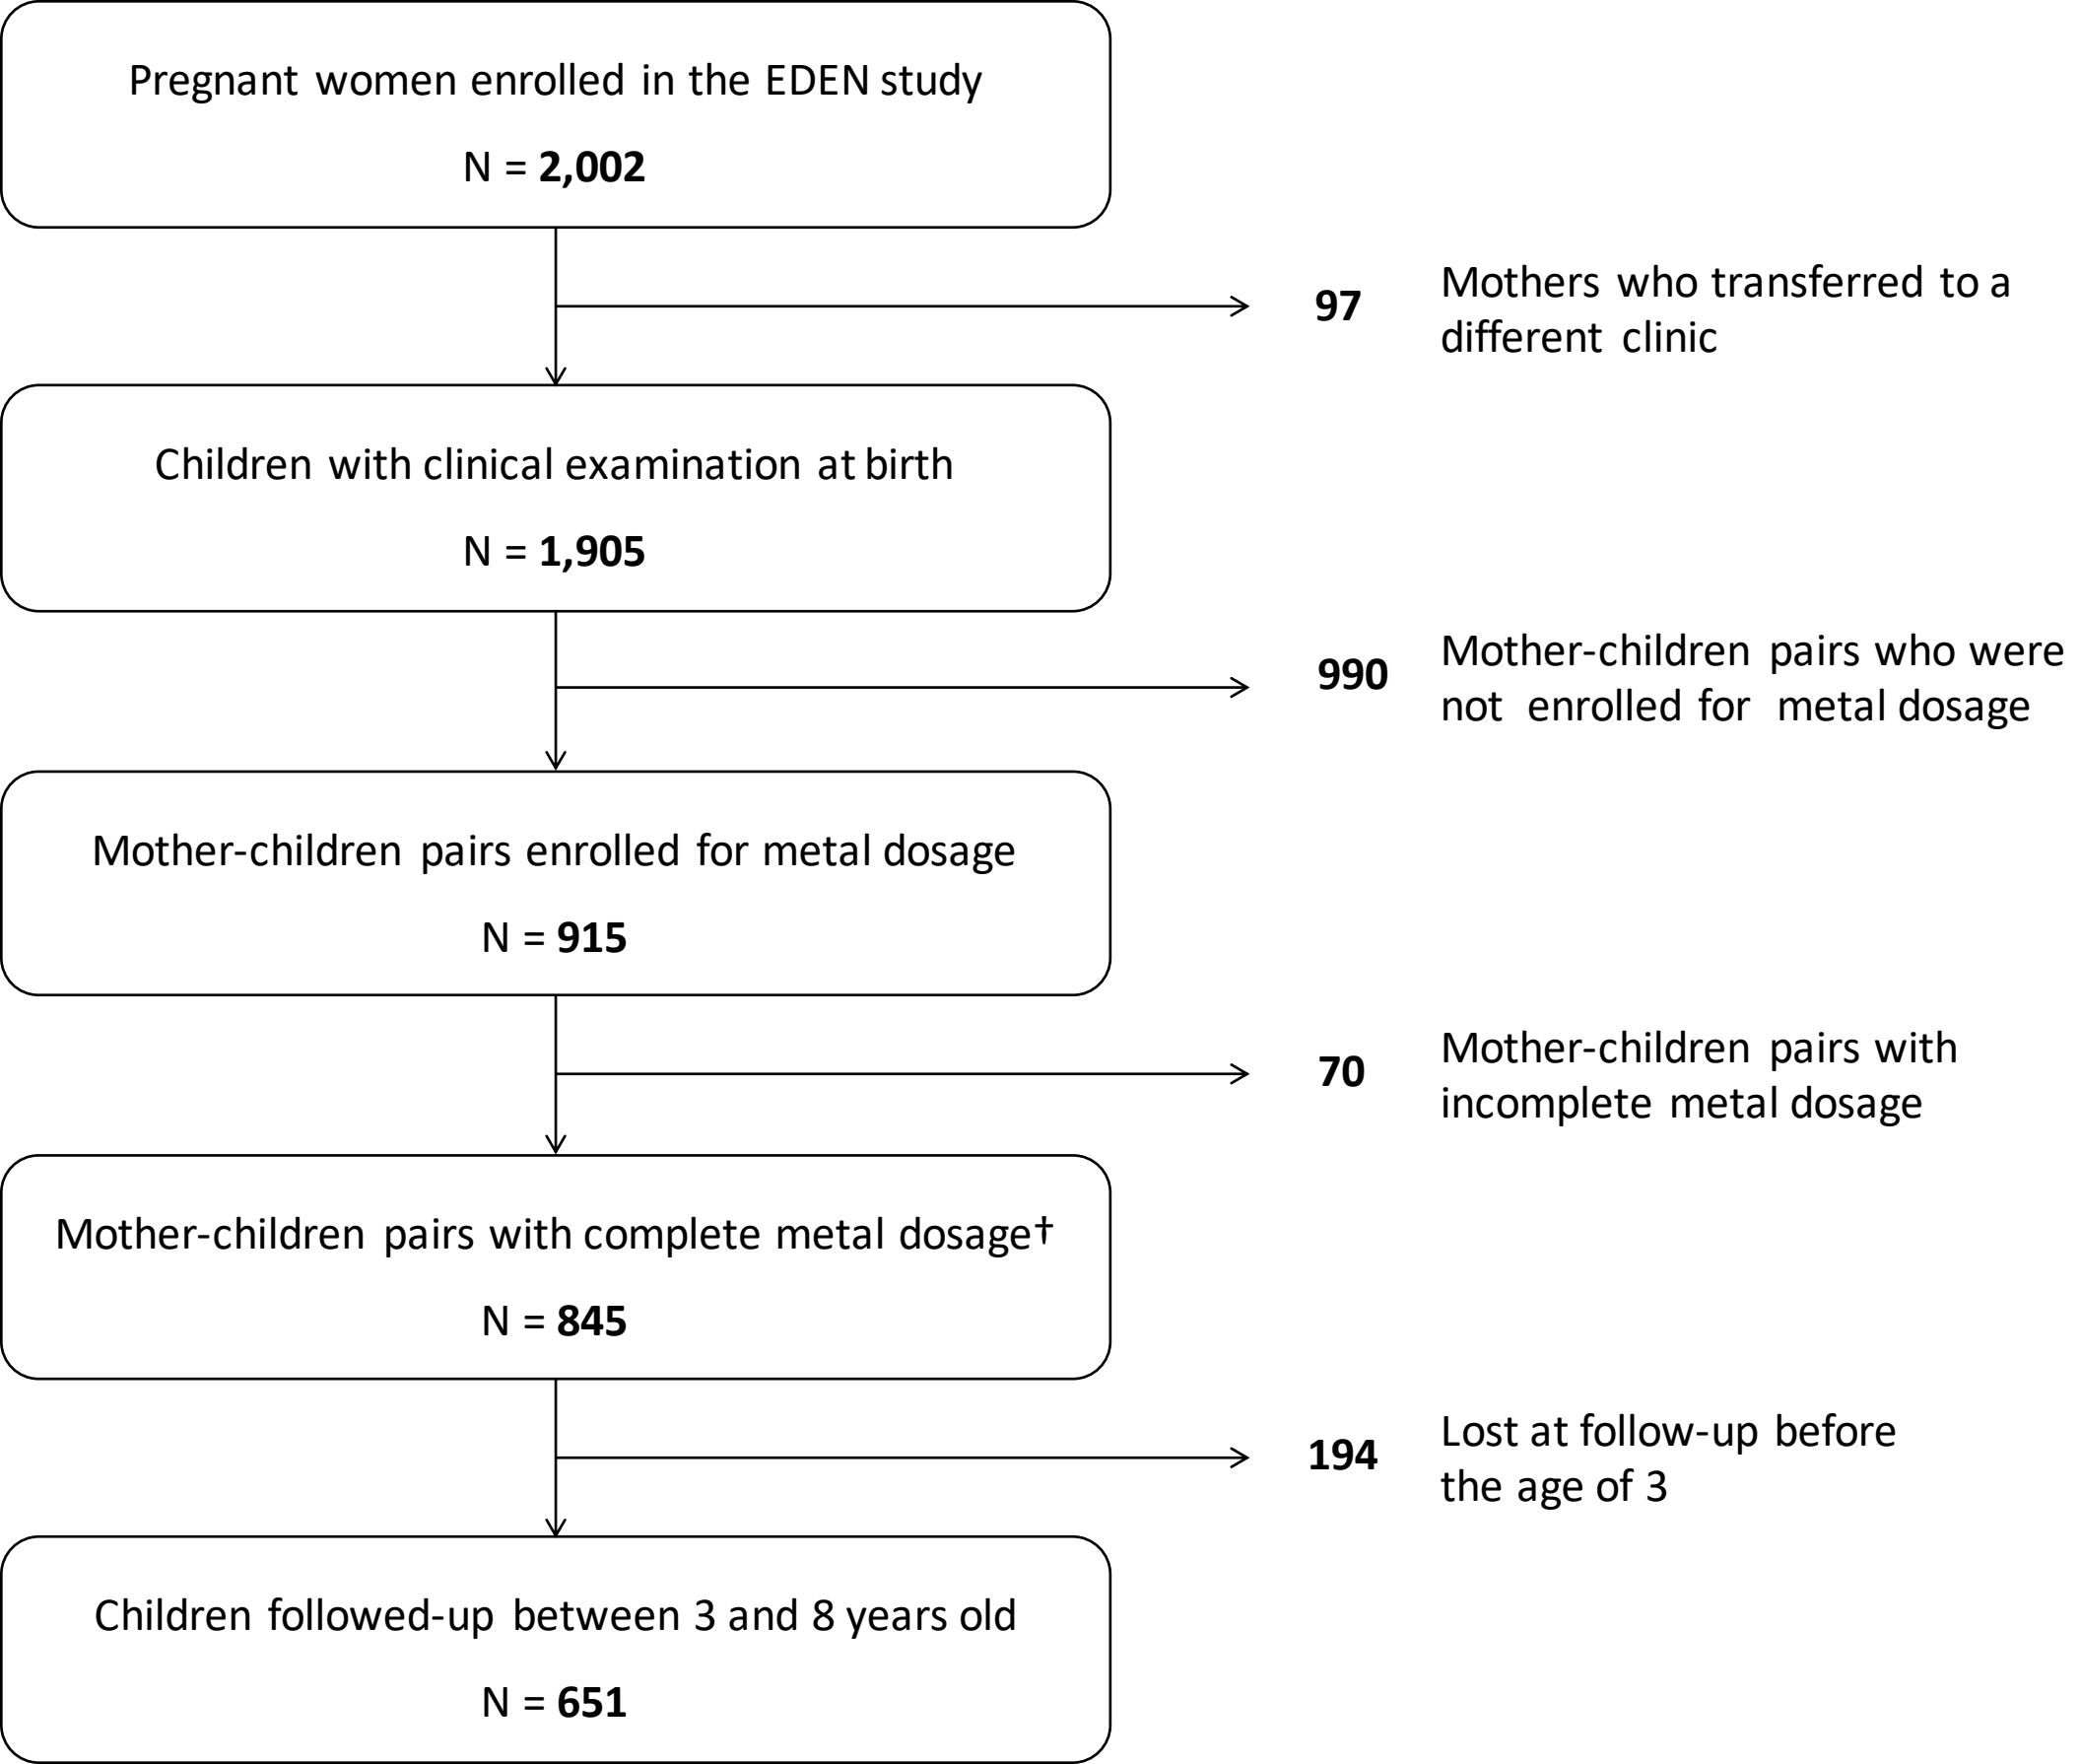 Pregnant women enrolled in the EDEN study
N = 2,002
97
Mothers who transferred to a
different clinic
Children with clinical examination at birth
N = 1,905
990
Mother-children pairs who were
not enrolled for metal dosage
Mother-children pairs enrolled for metal dosage
N = 915
70
Mother-children pairs with
incomplete metal dosage
Mother-children pairs with complete metal dosage†
N = 845
194
Lost at follow-up before
the age of 3
Children followed-up between 3 and 8 years old
N = 651